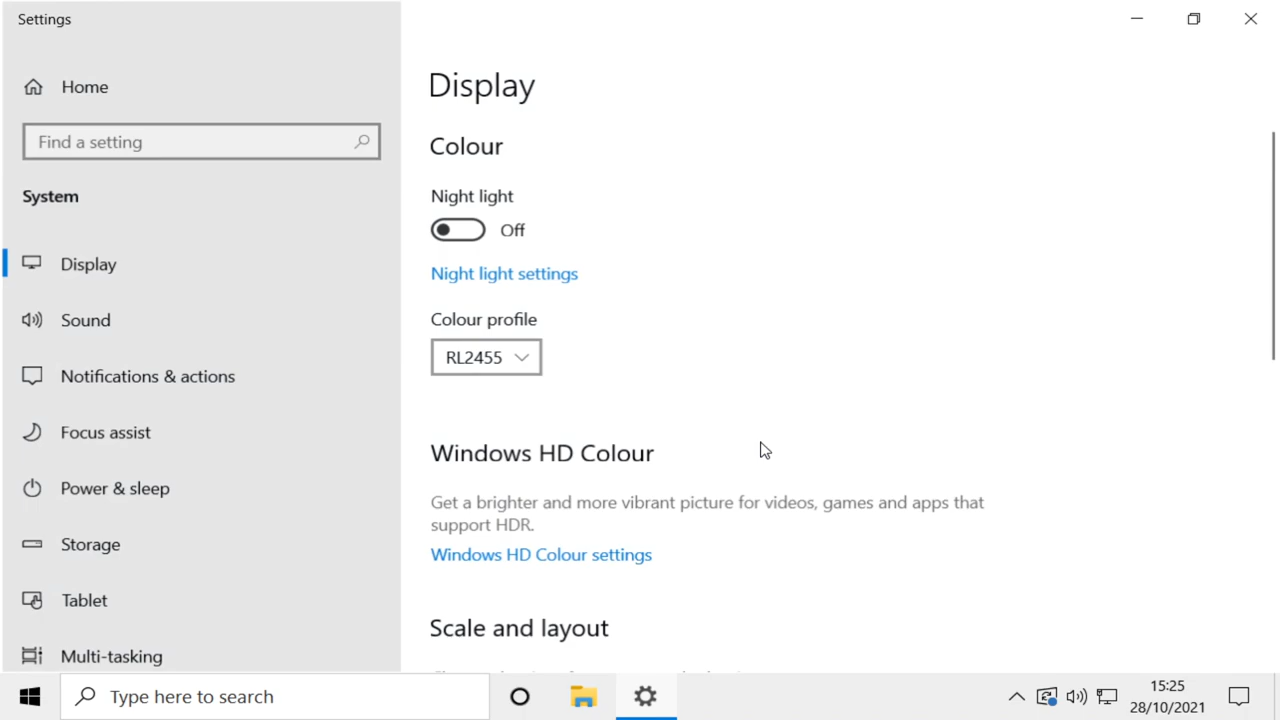 Settings
Home
Find a setting
System
Display
Sound
Notifications & actions
Focus assist
Power & sleep
Storage
Tablet
Multi-tasking
Display
Colour
Night light
Off
Night light settings
Colour profile
RL2455
Windows HD Colour
Get a brighter and more vibrant picture for videos, games and apps that
support HDR.
Windows HD Colour settings
Scale and layout
Type here to search
15:25
28/10/2021